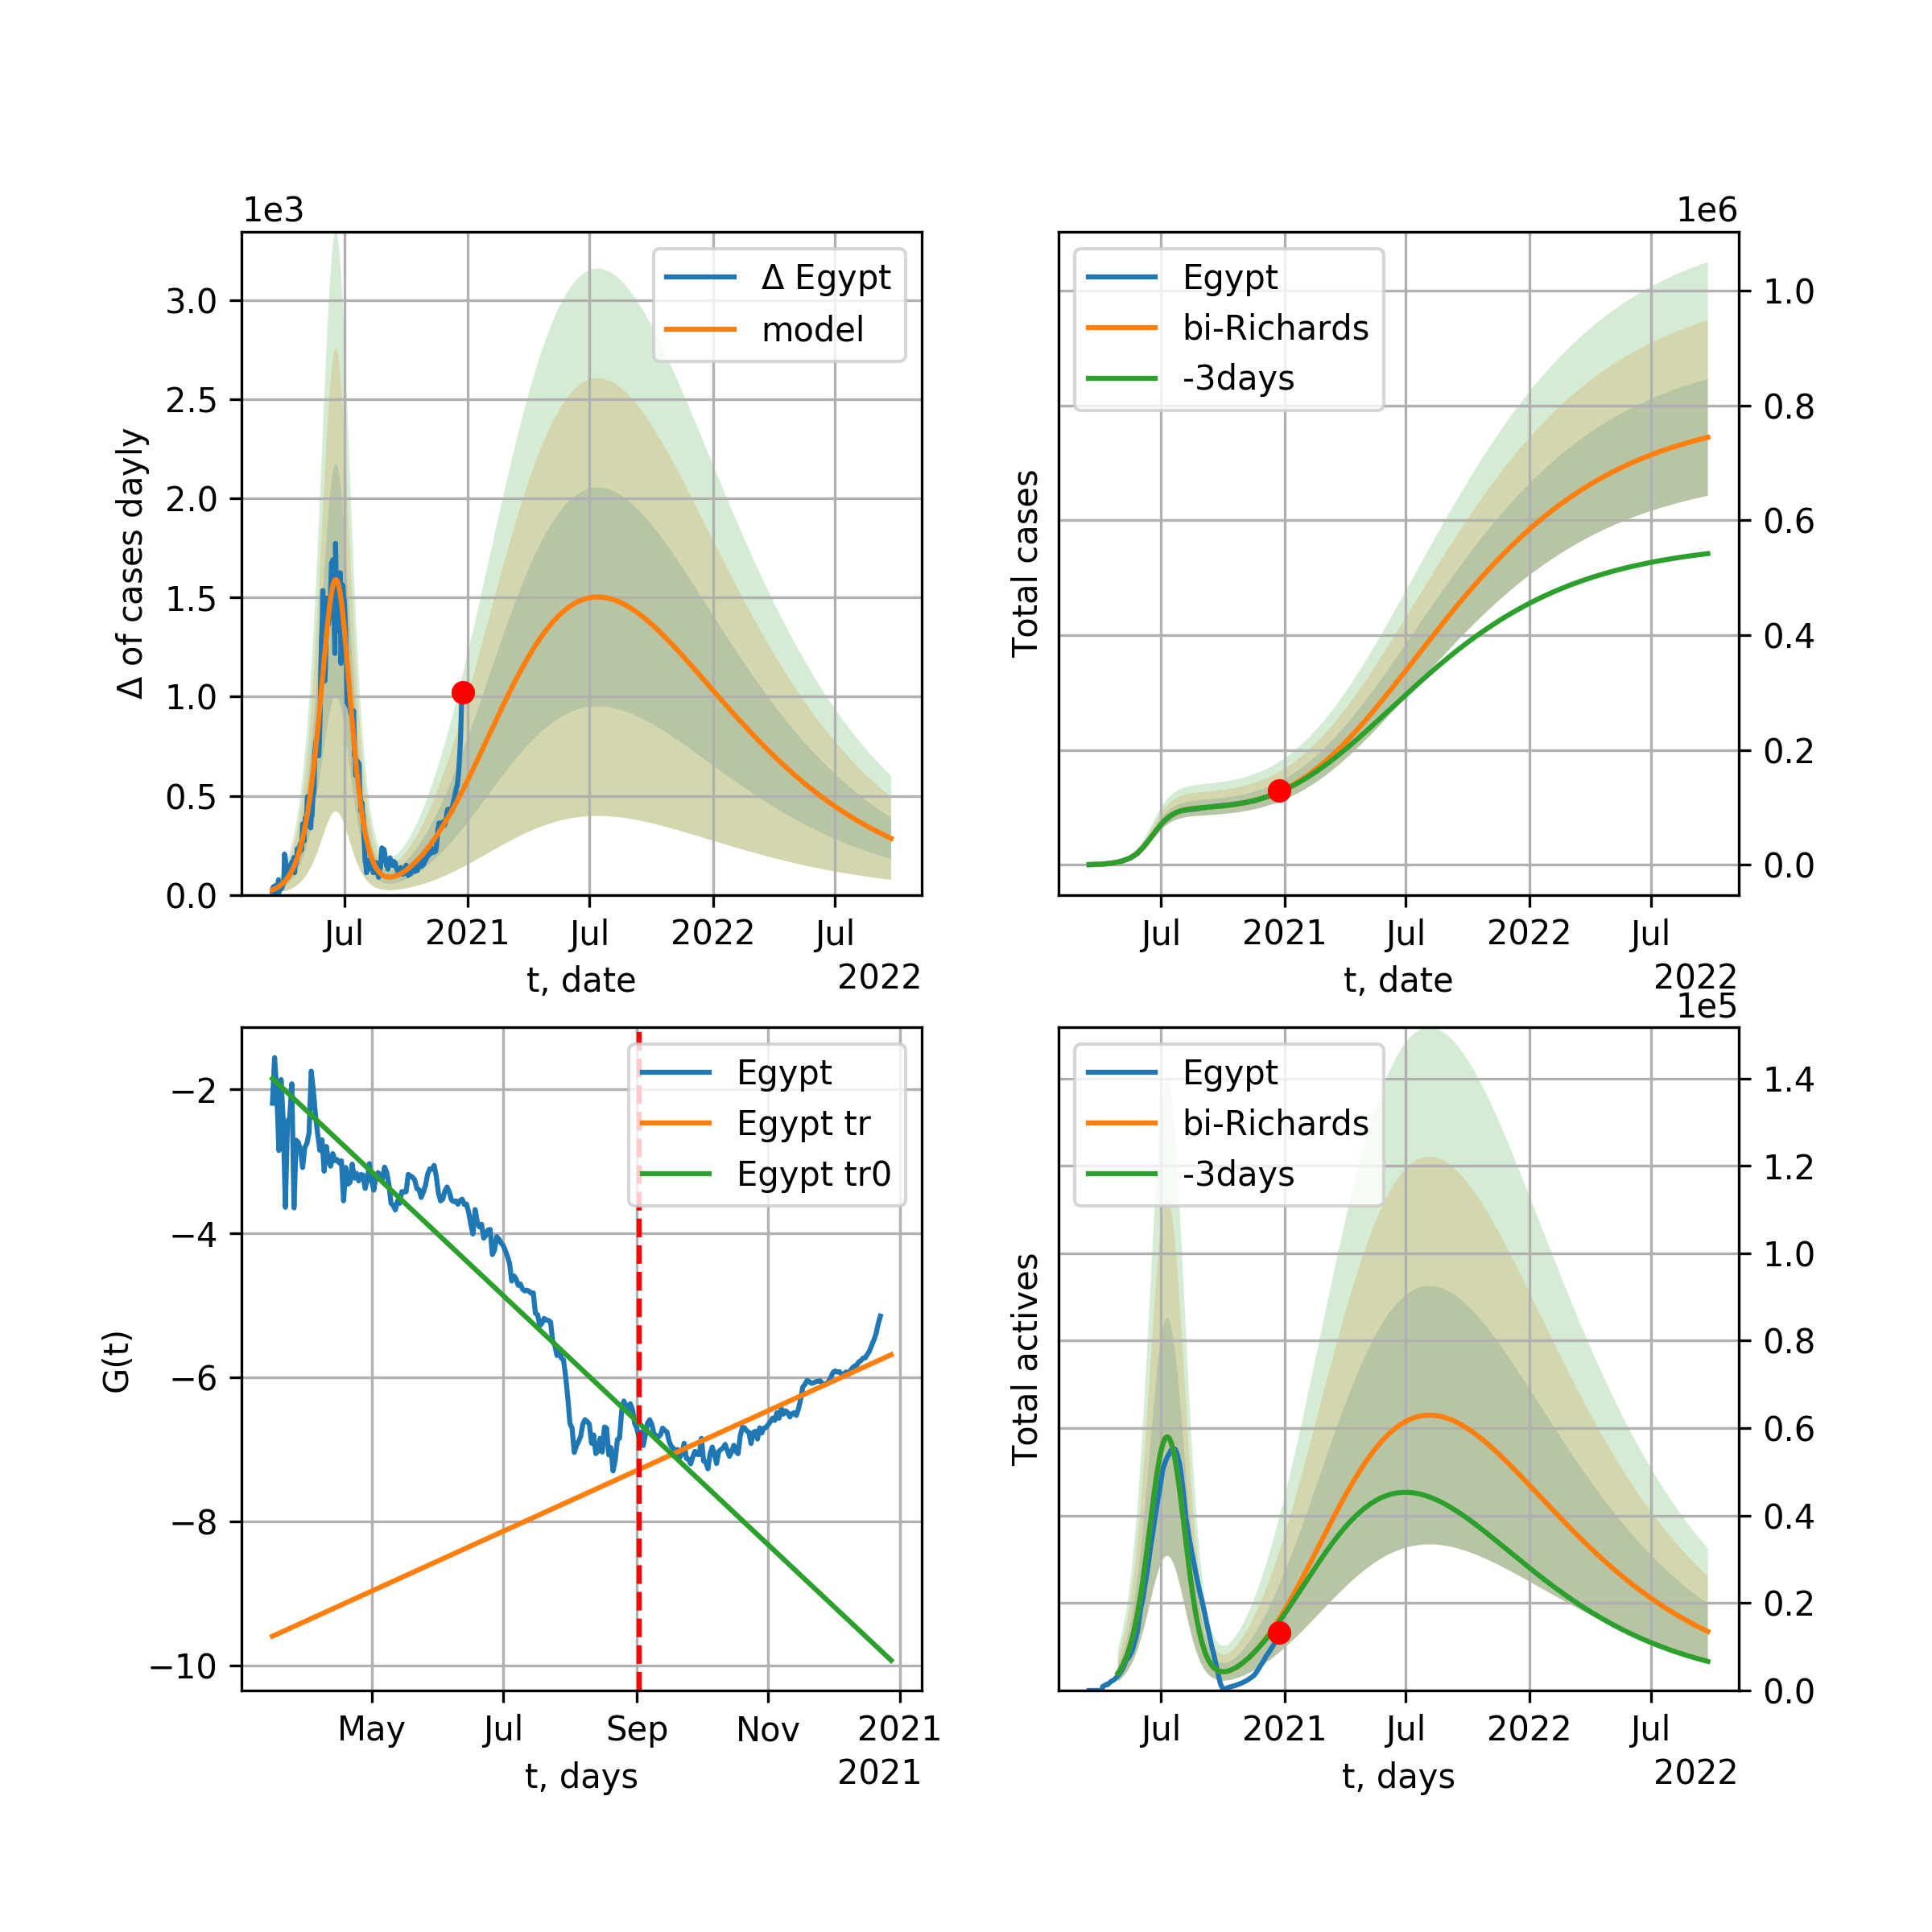 1e3
Δ of cases dayly
3.0
2.5
2.0
1.5
1.0
0.5
0.0
Δ Egypt
model
Jul
2021
Jul
2022
Jul
t, date
2022
1e6
Total cases
Egypt
bi-Richards
-3days
1.0
0.8
0.6
0.4
0.2
0.0
Jul
2021
Jul
2022
Jul
t, date
2022
G(t)
−2
−4
−6
−8
−10
Egypt
Egypt tr
Egypt tr0
May
Jul
Sep
Nov
2021
t, days
2021
1e5
Total actives
Egypt
bi-Richards
-3days
1.4
1.2
1.0
0.8
0.6
0.4
0.2
0.0
Jul
2021
Jul
2022
Jul
t, days
2022